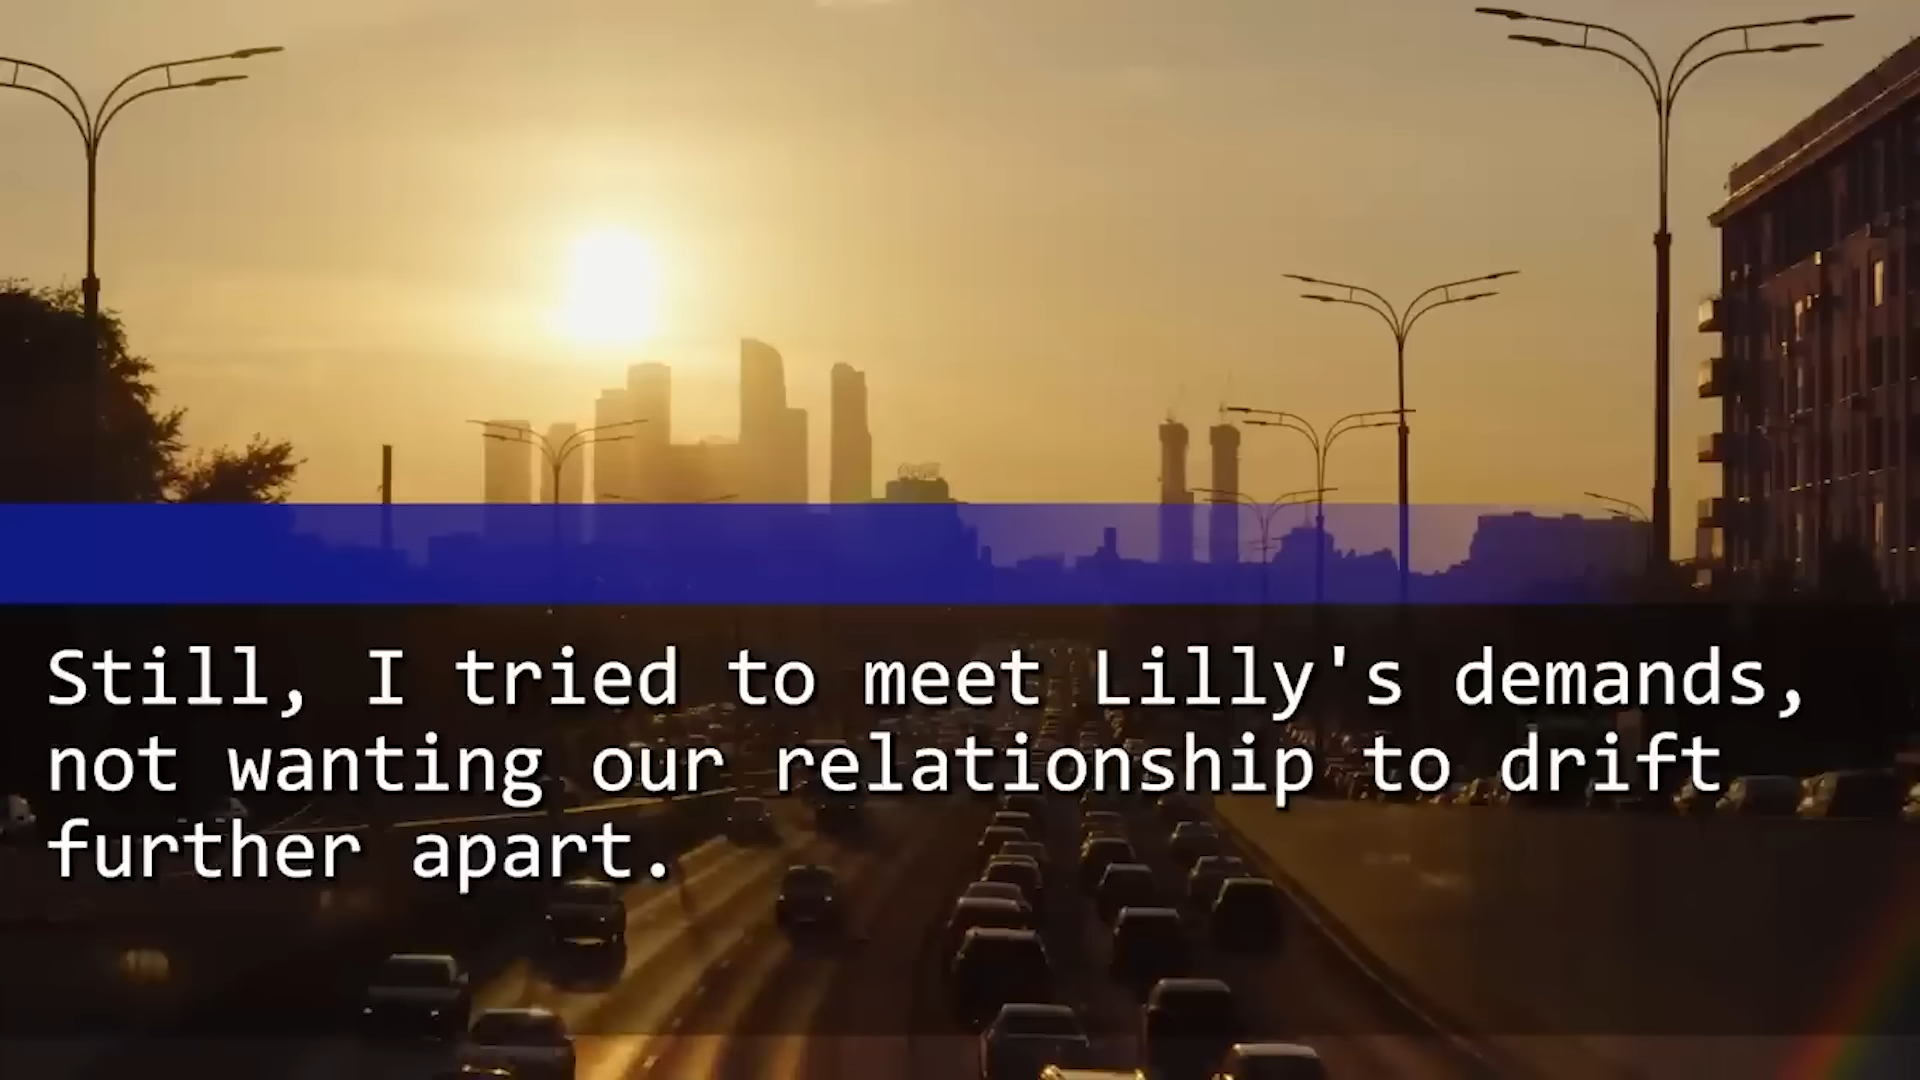 Still, I tried to meet Lilly's demands,
not wanting our relationship to drift
further apart.